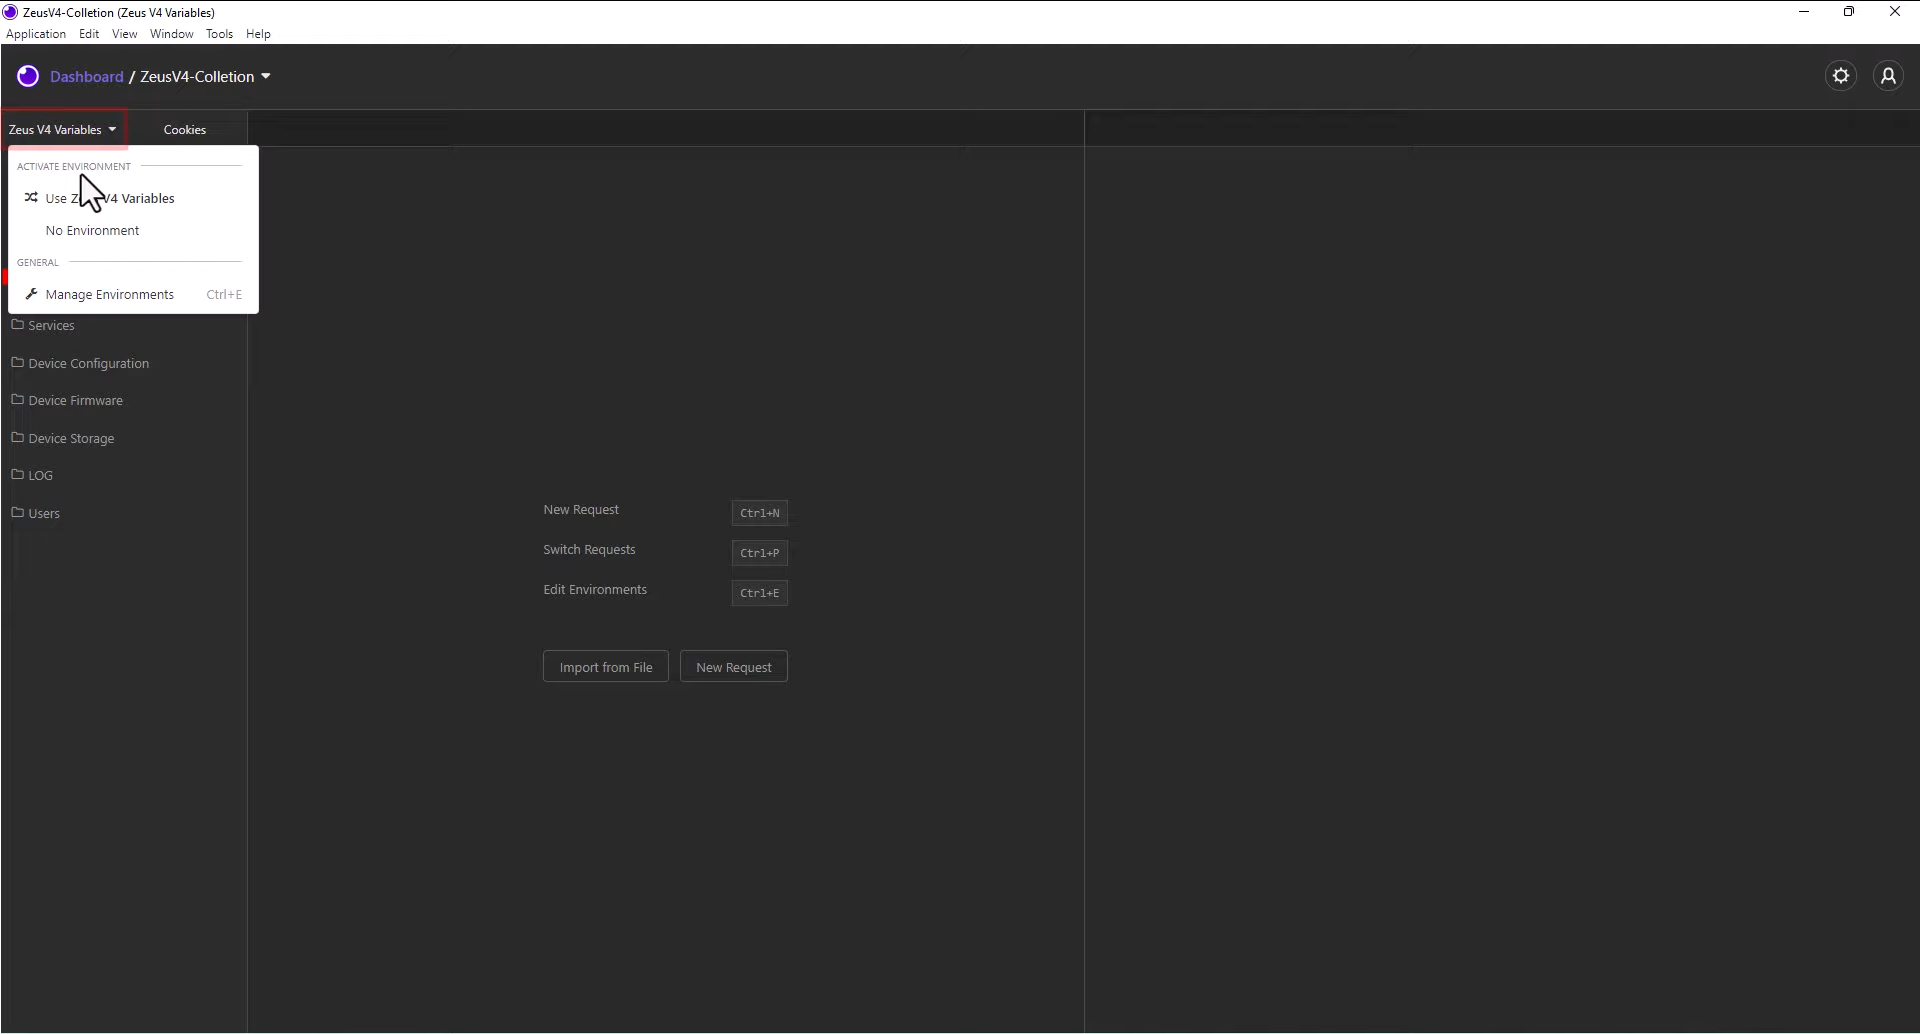 ZeusV4-Colletion (Zeus V4 Variables)
Application Edit View Window Tools Help
Dashboard / ZeusV4-Colletion
Zeus V4 Variables Cookies
ACTIVATE ENVIRONMENT
Use V4 Variables
No Environment
GENERAL
Manage Environments Ctrl+E
Services
Device Configuration
Device Firmware
Device Storage
LOG
Users
New Request Ctrl+N
Switch Requests Ctrl+P
Edit Environments Ctrl+E
Import from File New Request